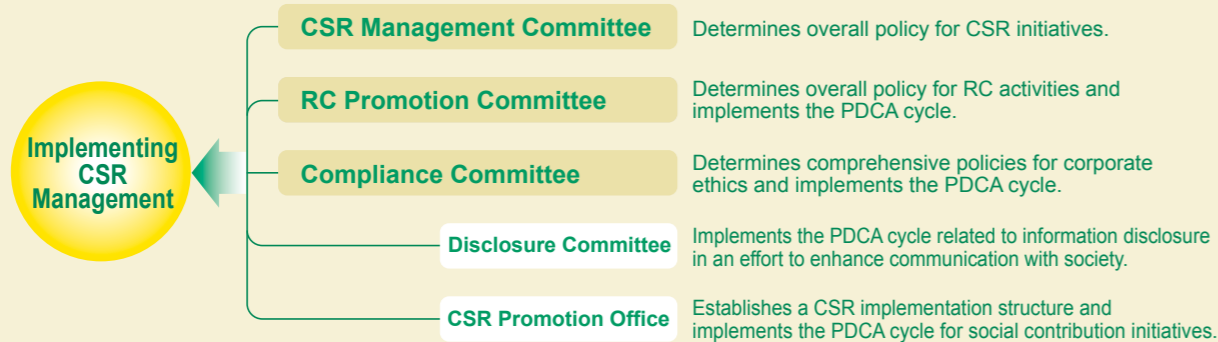 Implementing
CSR
Management
CSR Management Committee
Determines overall policy for CSR initiatives.
RC Promotion Committee
Determines overall policy for RC activities and
implements the PDCA cycle.
Compliance Committee
Determines comprehensive policies for corporate
ethics and implements the PDCA cycle.
Disclosure Committee
Implements the PDCA cycle related to information disclosure
in an effort to enhance communication with society.
CSR Promotion Office
Establishes a CSR implementation structure and
implements the PDCA cycle for social contribution initiatives.